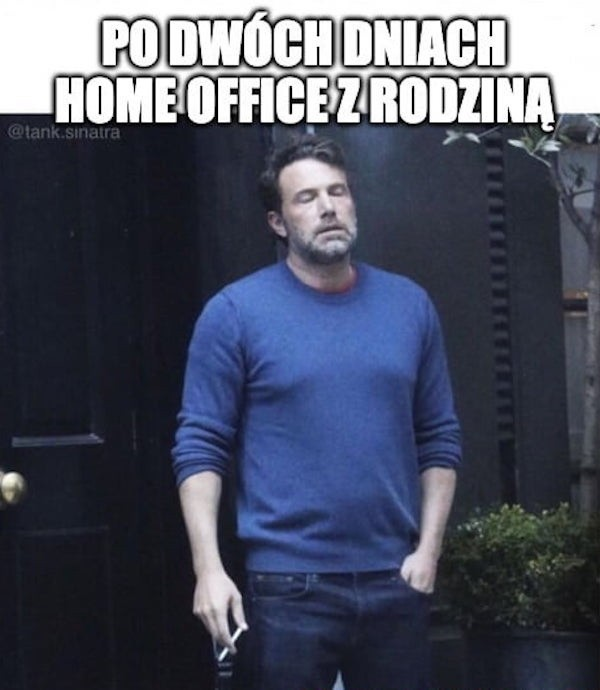 PO DWÓCH DNIACH
HOME OFFICE Z RODZINĄ
@tank.sinatra